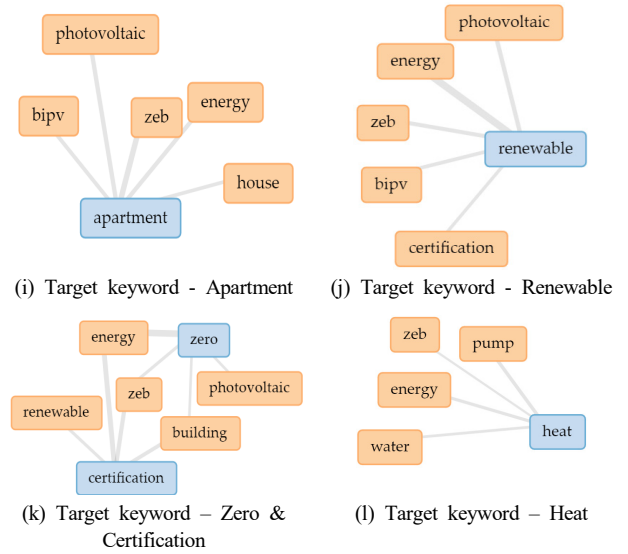 photovoltaic
bipv
zeb
energy
house
apartment
(i) Target keyword - Apartment
photovoltaic
energy
zeb
renewable
bipv
certification
(j) Target keyword - Renewable
energy
zero
zeb
photovoltaic
renewable
building
certification
(k) Target keyword – Zero &
Certification
zeb
pump
energy
heat
water
(l) Target keyword – Heat